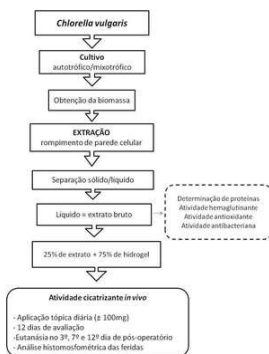 Chlorella vulgaris
Cultivo
autotrófico/mixotrófico
Obtenção da biomassa
EXTRAÇÃO
rompimento de parede celular
Separação sólido/líquido
Líquido = extrato bruto
Determinação de proteínas
Atividade hemaglutinante
Atividade antioxidante
Atividade antibacteriana
25% de extrato + 75% de hidrogel
Atividade cicatrizante in vivo
- Aplicação tópica diária (± 100mg)
- 12 dias de avaliação
- Eutanásia no 3º, 7º e 12º dia de pós-operatório
- Análise histomosfométrica das feridas